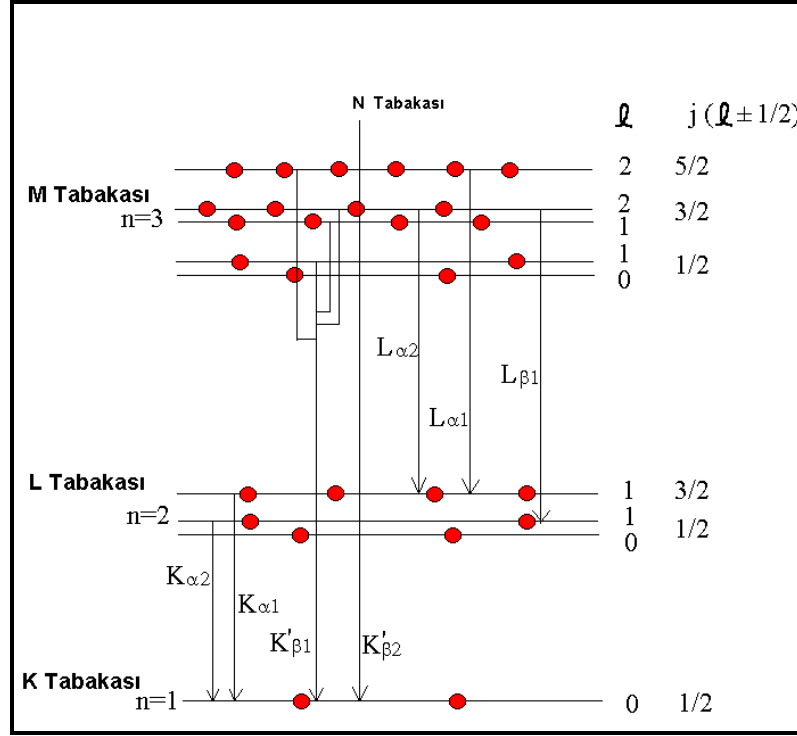 N Tabakası
ℓ j (ℓ ± 1/2)
2 5/2
M Tabakası
n=3
2 3/2
1
1 1/2
0
Lα2
Lβ1
Lα1
L Tabakası
n=2
1 3/2
1 1/2
0
Kα2
Kα1
K'β1
K'β2
K Tabakası
n=1
0 1/2